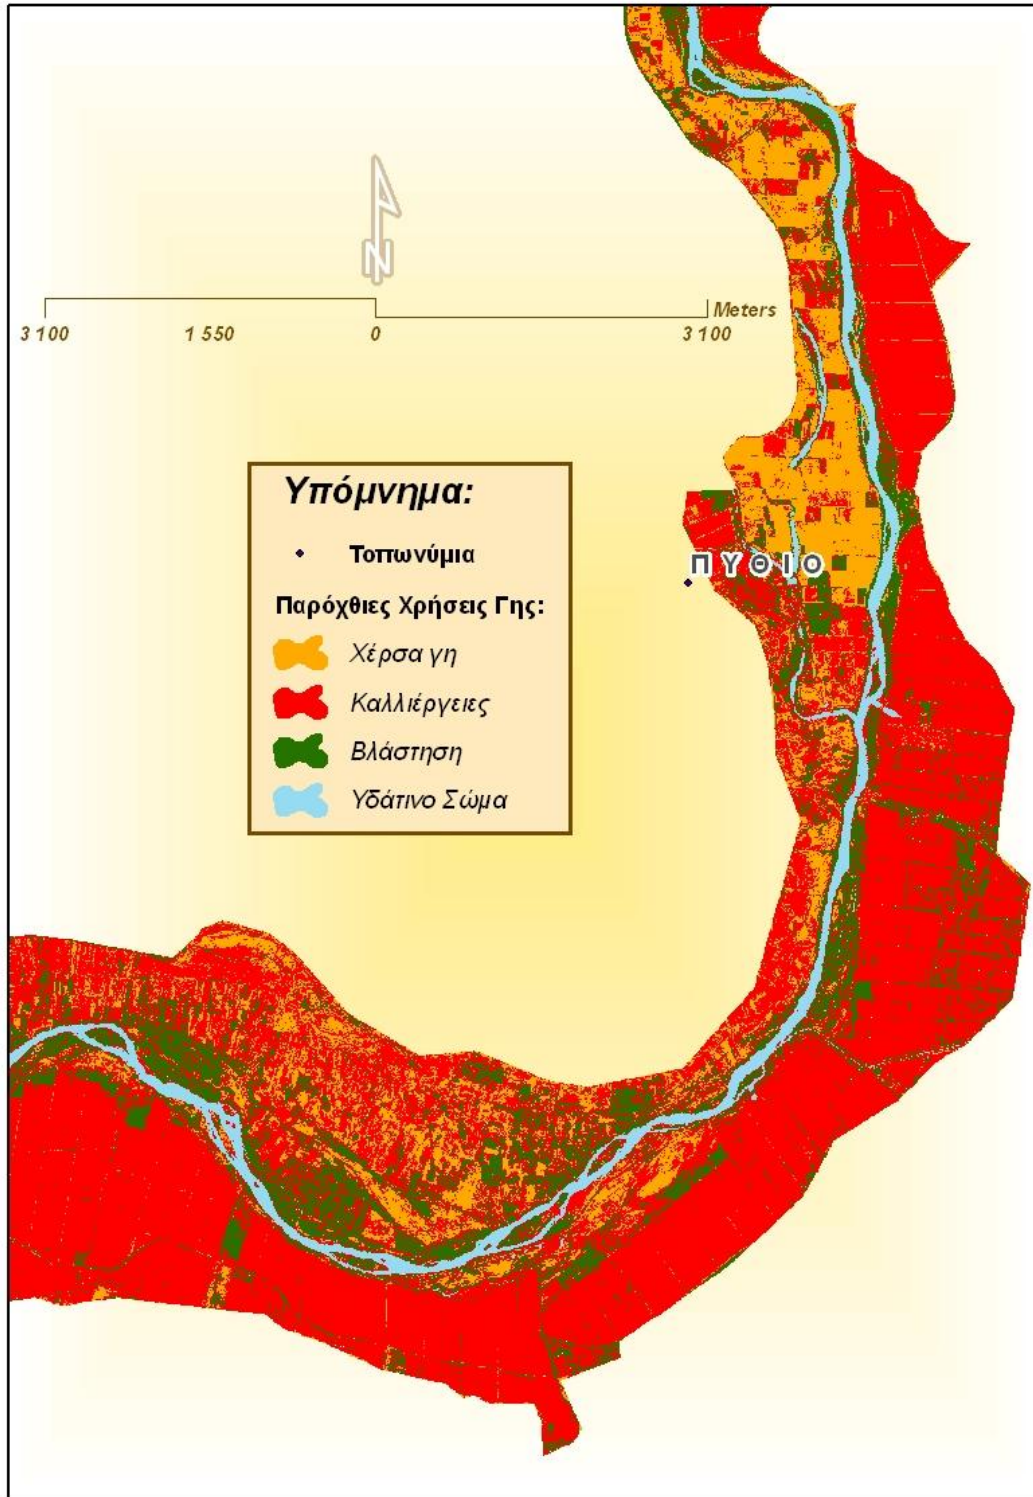 N
Meters
3 100 1 550 0 3 100
Υπόμνημα:
Τοπωνύμια
Παρόχθιες Χρήσεις Γης:
Χέρσα γη
Καλλιέργειες
Βλάστηση
Υδάτινο Σώμα
ΠΥΘΙΟ